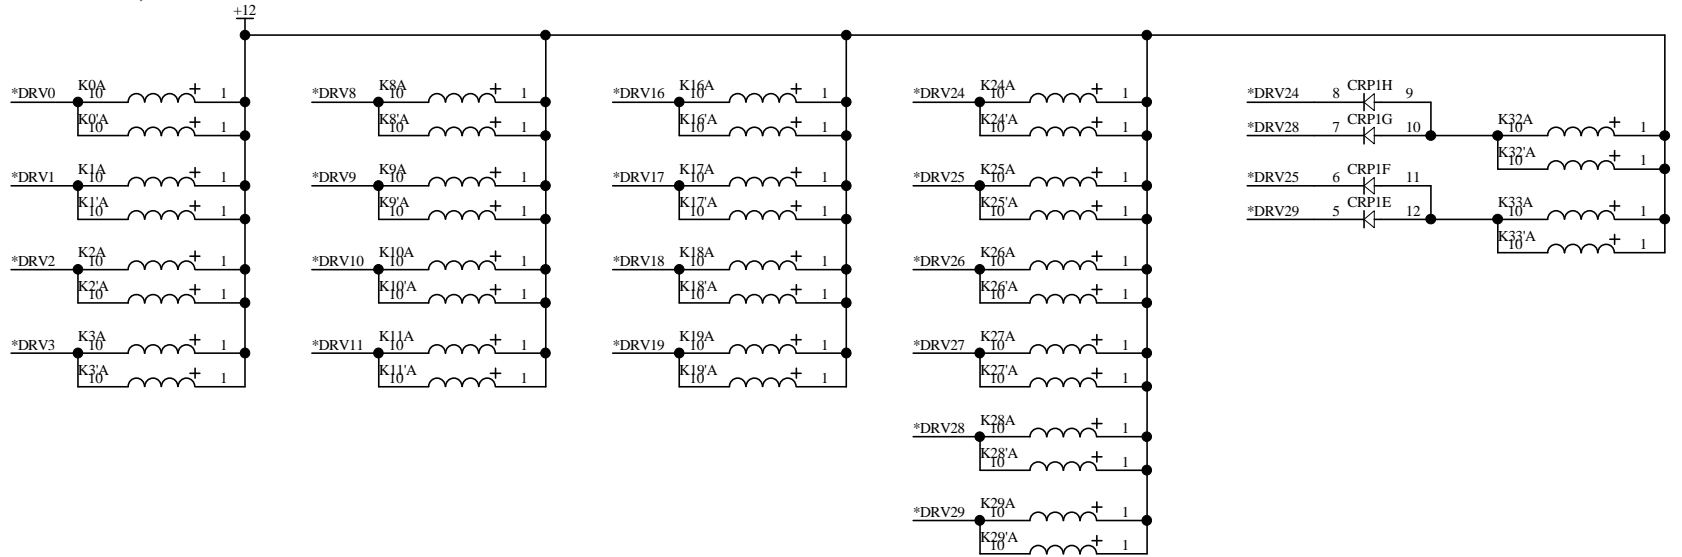 +12
K0A K8A K16A K24A CRP1H
*DRV0 10 + 1 *DRV8 10 + 1 *DRV16 10 + 1 *DRV24 10 + 1 *DRV24 8 9
K0'A K8'A K16'A K24'A CRP1G K32A
10 1 10 1 10 1 10 1 *DRV28 7 10 10 + 1
K32'A
K1A K9A K17A K25A CRP1F 10 1
*DRV1 10 + 1 *DRV9 10 + 1 *DRV17 10 + 1 *DRV25 10 + 1 *DRV25 6 11
K1'A K9'A K17'A K25'A CRP1E K33A
10 1 10 1 10 1 10 1 *DRV29 5 12 10 + 1
K33'A
K2A K10A K18A K26A 10 + 1
*DRV2 10 + 1 *DRV10 10 + 1 *DRV18 10 + 1 *DRV26 10 + 1
K2'A K10'A K18'A K26'A
10 1 10 1 10 1 10 1
K3A K11A K19A K27A
*DRV3 10 + 1 *DRV11 10 + 1 *DRV19 10 + 1 *DRV27 10 + 1
K3'A K11'A K19'A K27'A
10 + 1 10 + 1 10 + 1 10 + 1
K28A
*DRV28 10 + 1
K28'A
10 + 1
K29A
*DRV29 10 + 1
K29'A
10 + 1